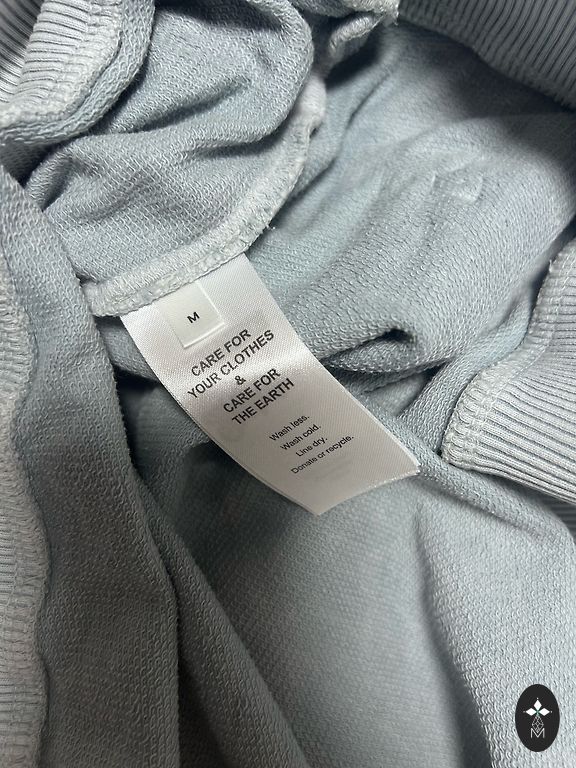 M
CARE FOR
YOUR CLOTHES
&
CARE FOR
THE EARTH
Wash less.
Wash cold.
Line dry.
Donate or recycle.